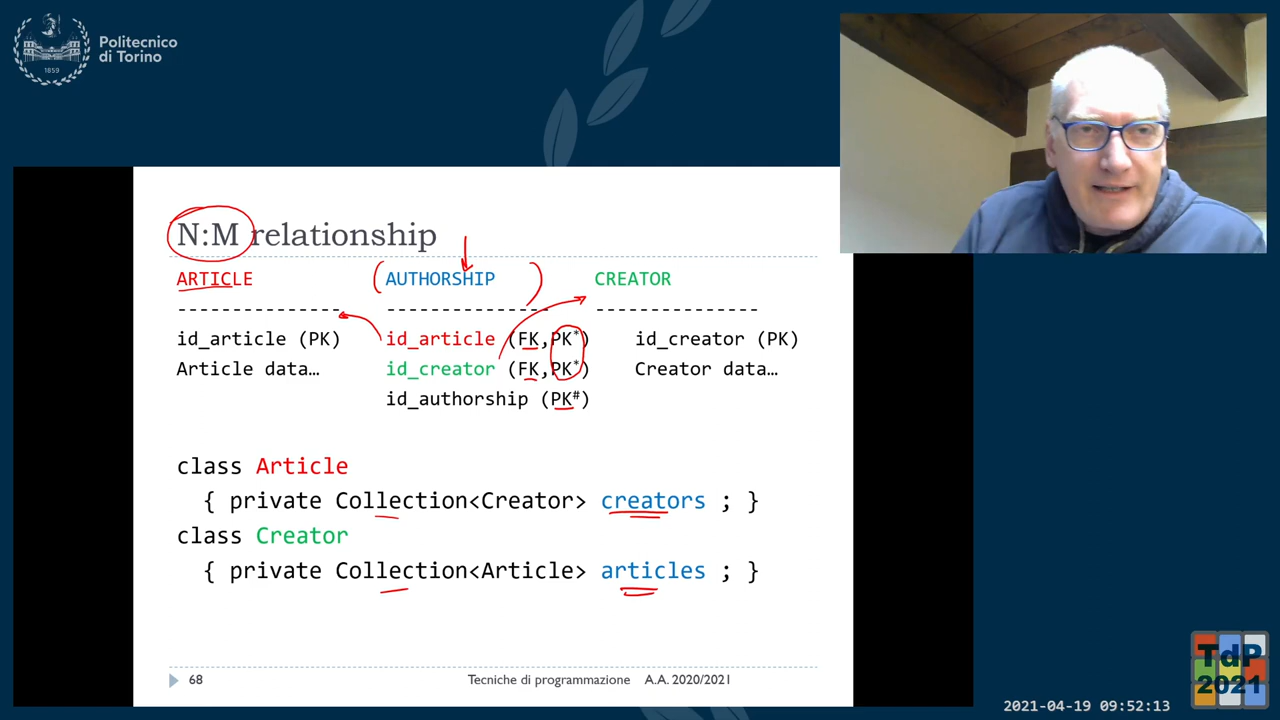 Politecnico
di Torino
1859
N:M relationship
ARTICLE AUTHORSHIP CREATOR
--------------- --------------- ---------------
id_article (PK) id_article (FK,PK*) id_creator (PK)
Article data… id_creator (FK,PK*) Creator data…
id_authorship (PK#)
class Article
{ private Collection<Creator> creators ; }
class Creator
{ private Collection<Article> articles ; }
68 Tecniche di programmazione A.A. 2020/2021
TdP
2021
2021-04-19 09:52:13